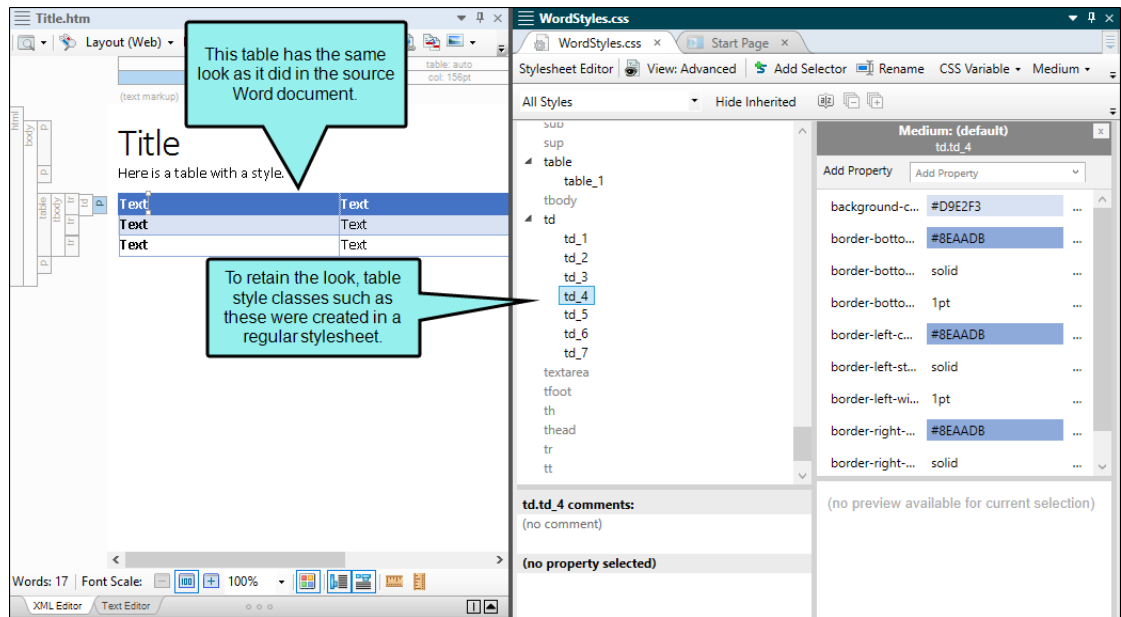 Title.htm
Layout (Web)
table: auto
col: 156pt
(text markup)
This table has the same
look as it did in the source
Word document.
html
body
p
p
Title
Here is a table with a style.
table
tbody
tr
td
p
tr
tr
p
Text Text
Text Text
Text Text
To retain the look, table
style classes such as
these were created in a
regular stylesheet.
Words: 17 Font Scale: 100%
XML Editor Text Editor
WordStyles.css
WordStyles.css × Start Page ×
Stylesheet Editor View: Advanced Add Selector Rename CSS Variable Medium
All Styles Hide Inherited
sub
sup
table
table_1
tbody
td
td_1
td_2
td_3
td_4
td_5
td_6
td_7
textarea
tfoot
th
thead
tr
tt
td.td_4 comments:
(no comment)
(no property selected)
Medium: (default)
td.td_4
Add Property Add Property
background-c... #D9E2F3 ...
border-botto... #8EAADB ...
border-botto... solid ...
border-botto... 1pt ...
border-left-c... #8EAADB ...
border-left-st... solid ...
border-left-wi... 1pt ...
border-right-... #8EAADB ...
border-right-... solid ...
(no preview available for current selection)